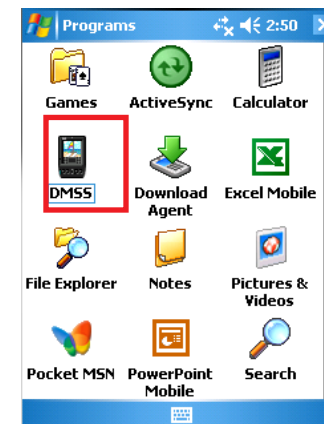 Programs 2:50
Games ActiveSync Calculator
DMSS Download Agent Excel Mobile
File Explorer Notes Pictures & Videos
Pocket MSN PowerPoint Mobile Search